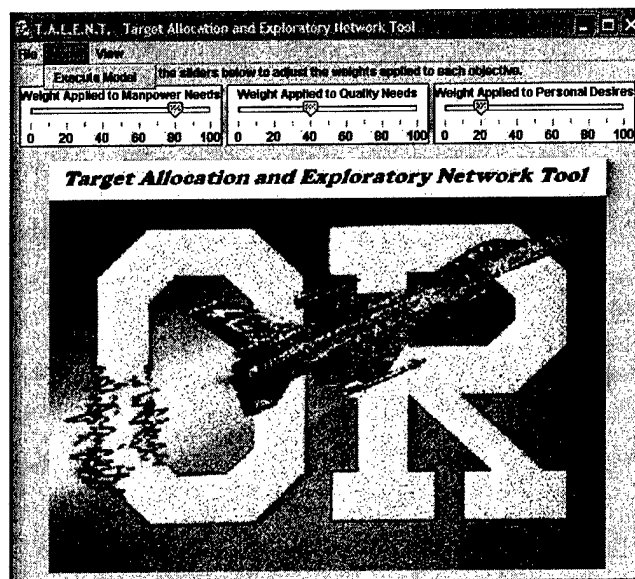 T.A.L.E.N.T. Target Allocation and Exploratory Network Tool
File View
Execute Model the sliders below to adjust the weights applied to each objective.
Weight Applied to Manpower Needs Weight Applied to Quality Needs Weight Applied to Personal Desires
0 20 40 60 80 100 0 20 40 60 80 100 0 20 40 60 80 100
Target Allocation and Exploratory Network Tool
OR